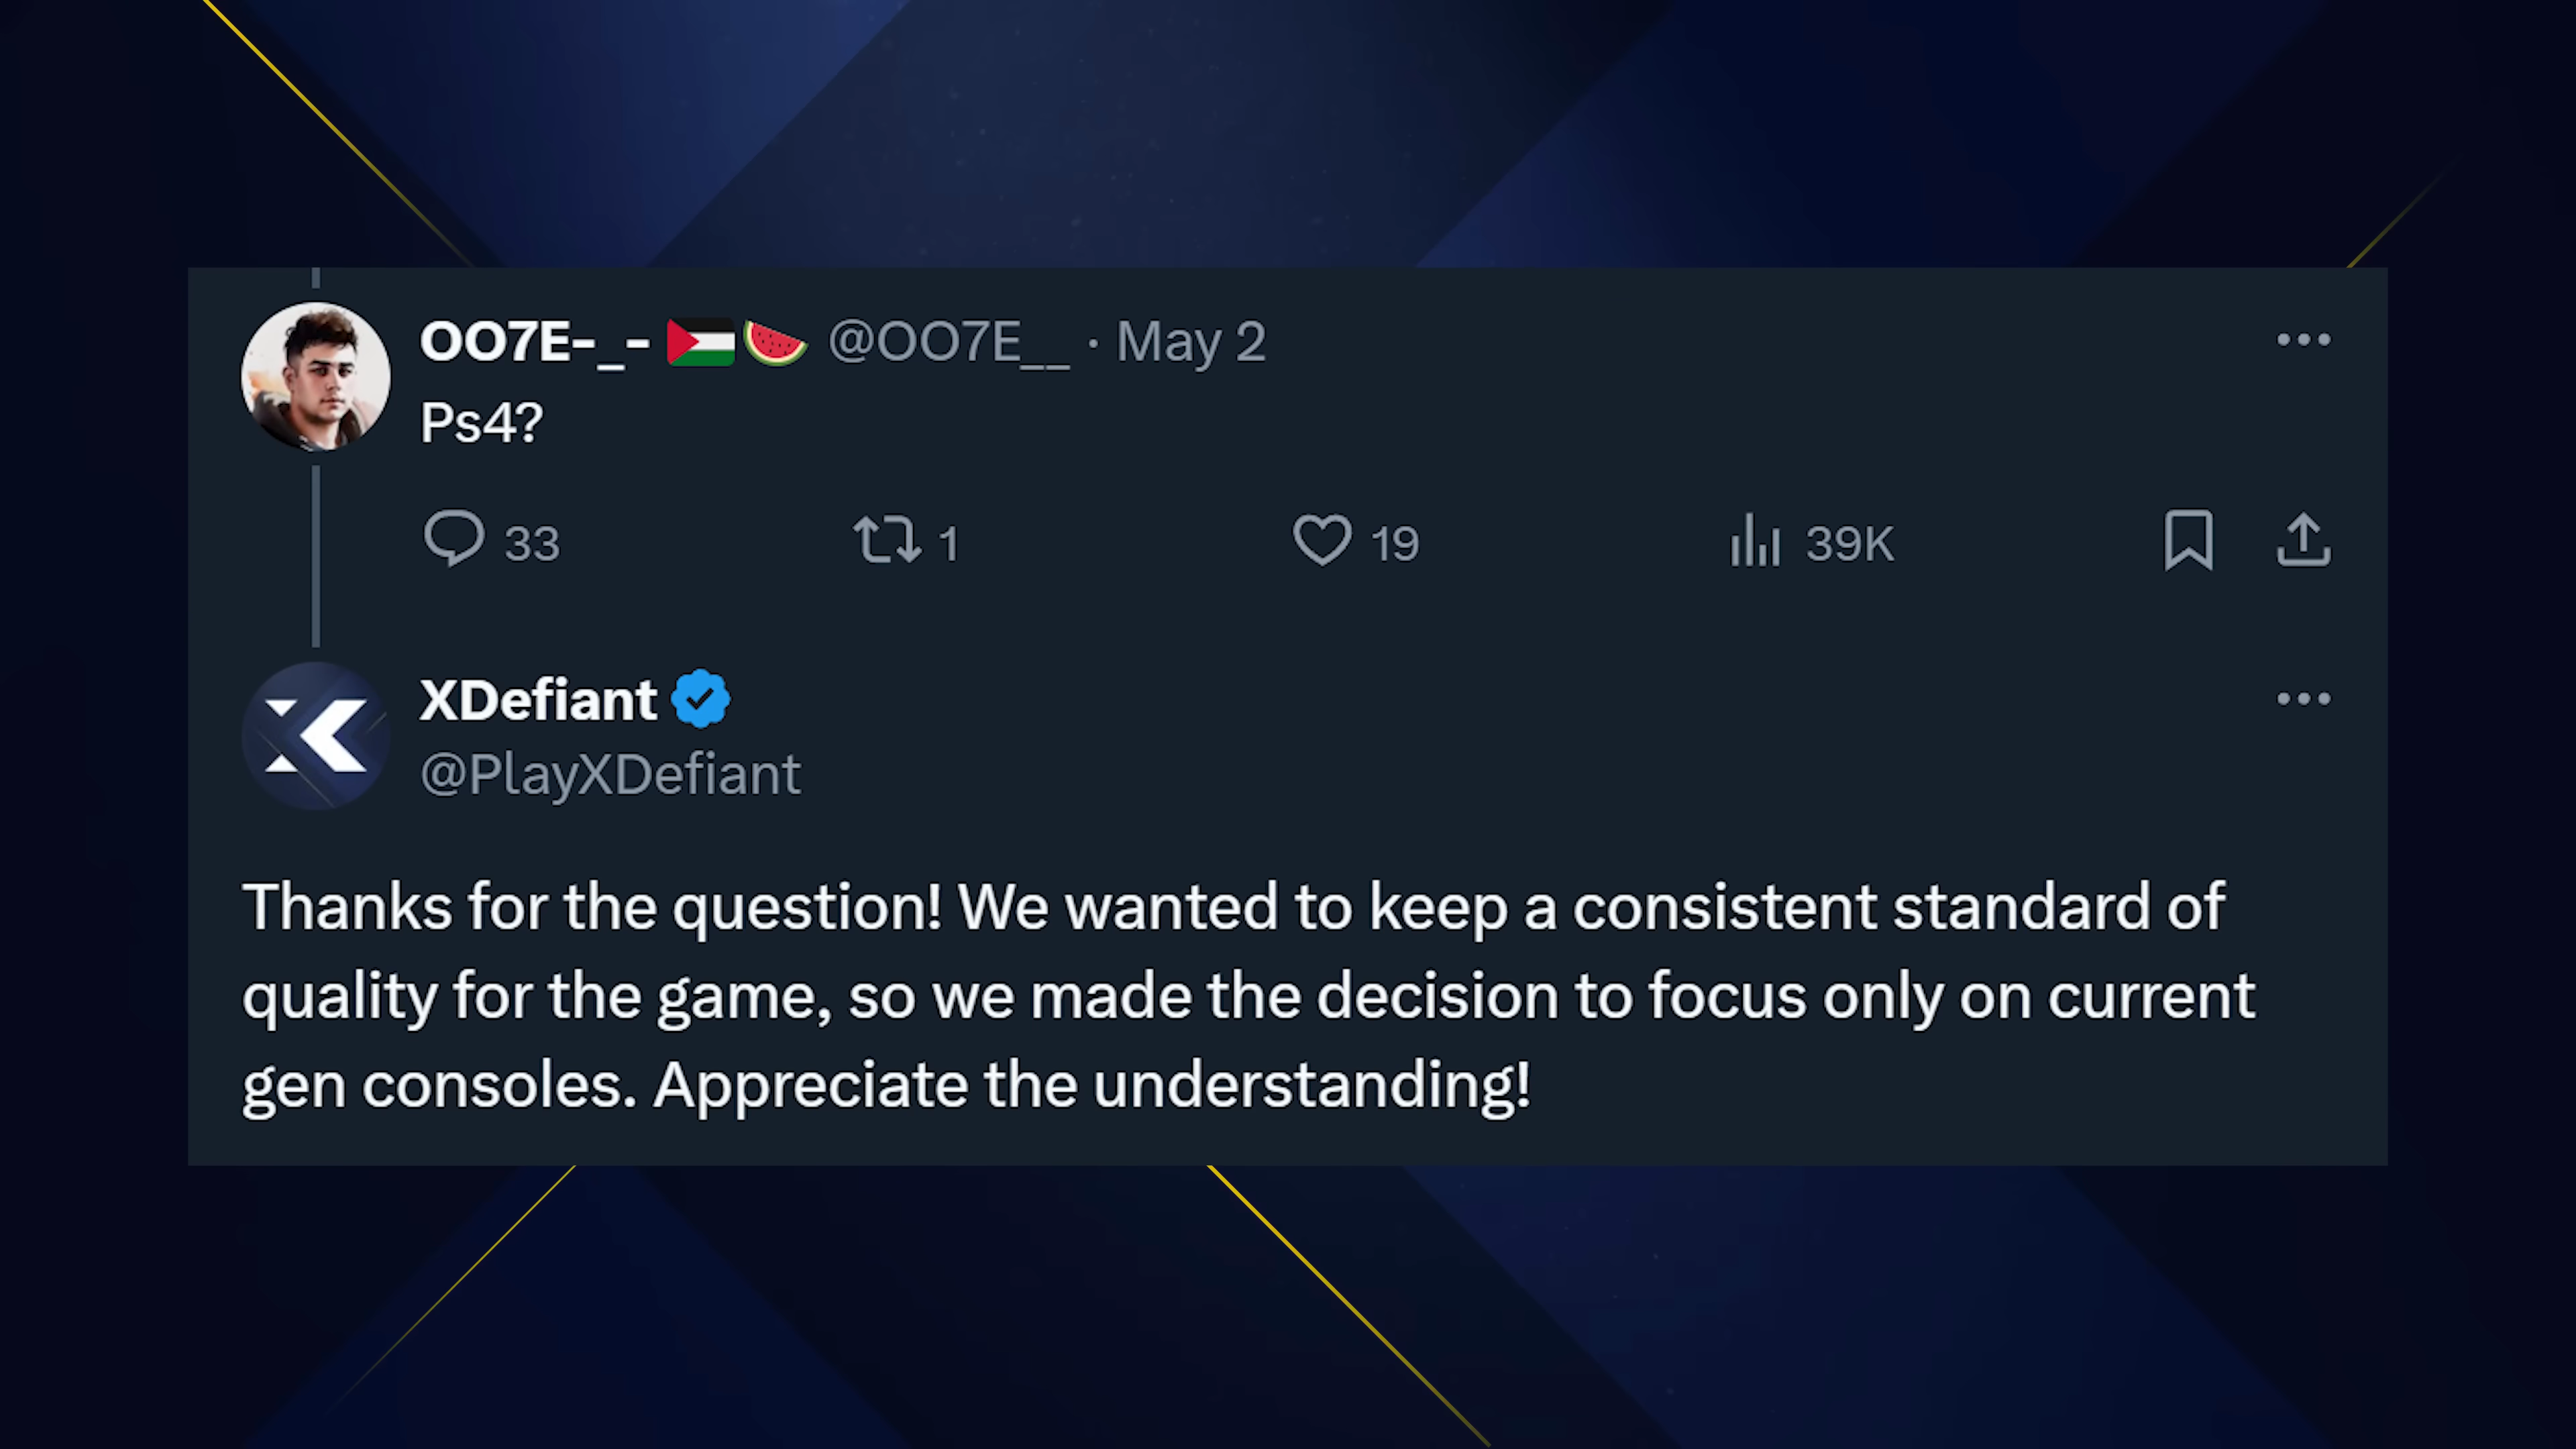 OO7E-_- 🇵🇸🍉 @OO7E__ · May 2
Ps4?
33 1 19 39K
XDefiant
@PlayXDefiant
Thanks for the question! We wanted to keep a consistent standard of
quality for the game, so we made the decision to focus only on current
gen consoles. Appreciate the understanding!